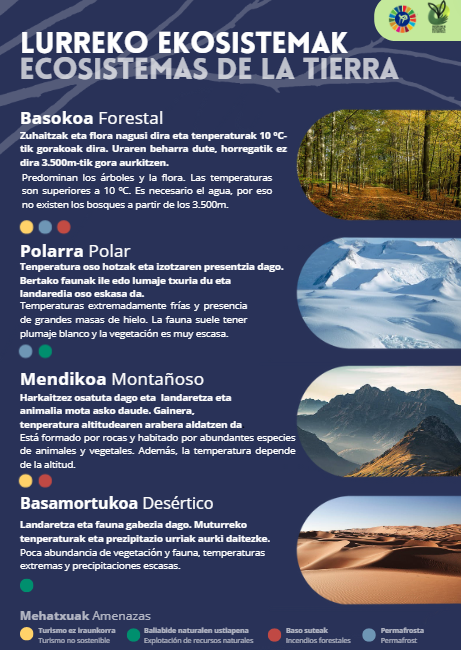 LURREKO EKOSISTEMAK
ECOSISTEMAS DE LA TIERRA
Basokoa Forestal
Zuhaitzak eta flora nagusi dira eta tenperaturak 10 ºC-
tik gorakoak dira. Uraren beharra dute, horregatik ez
dira 3.500m-tik gora aurkitzen.
Predominan los árboles y la flora. Las temperaturas
son superiores a 10 ºC. Es necesario el agua, por eso
no existen los bosques a partir de los 3.500m.
Polarra Polar
Tenperatura oso hotzak eta izotzaren presentzia dago.
Bertako faunak ile edo lumaje txuria du eta
landaredia oso eskasa da.
Temperaturas extremadamente frías y presencia
de grandes masas de hielo. La fauna suele tener
plumaje blanco y la vegetación es muy escasa.
Mendikoa Montañoso
Harkaitzez osatuta dago eta landaretza eta
animalia mota asko daude. Gainera,
tenperatura altitudearen arabera aldatzen da
Está formado por rocas y habitado por abundantes especies
de animales y vegetales. Además, la temperatura depende
de la altitud.
Basamortukoa Desértico
Landaretza eta fauna gabezia dago. Muturreko
tenperaturak eta prezipitazio urriak aurki daitezke.
Poca abundancia de vegetación y fauna, temperaturas
extremas y precipitaciones escasas.
Mehatxuak Amenazas
Turismo ez iraunkorra
Turismo no sostenible
Baliabide naturalen ustiapena
Explotación de recursos naturales
Baso suteak
Incendios forestales
Permafrosta
Permafrost